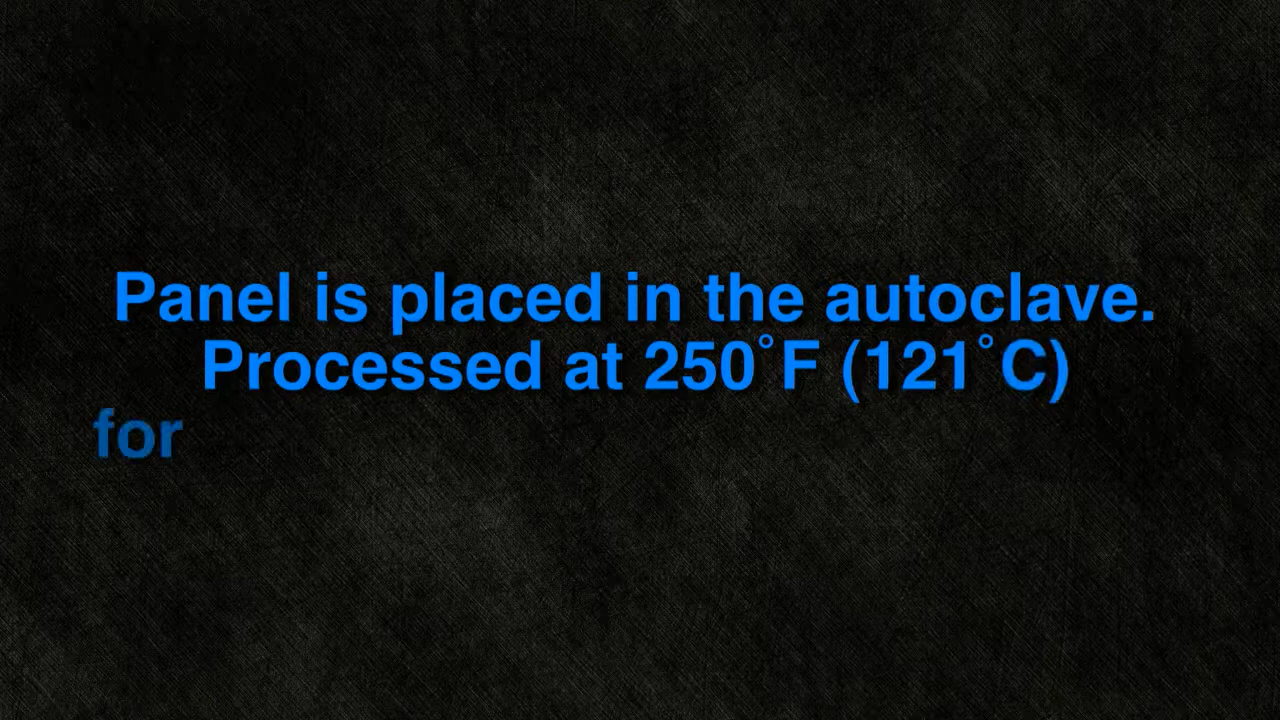 Panel is placed in the autoclave.
Processed at 250˚F (121˚C)
for